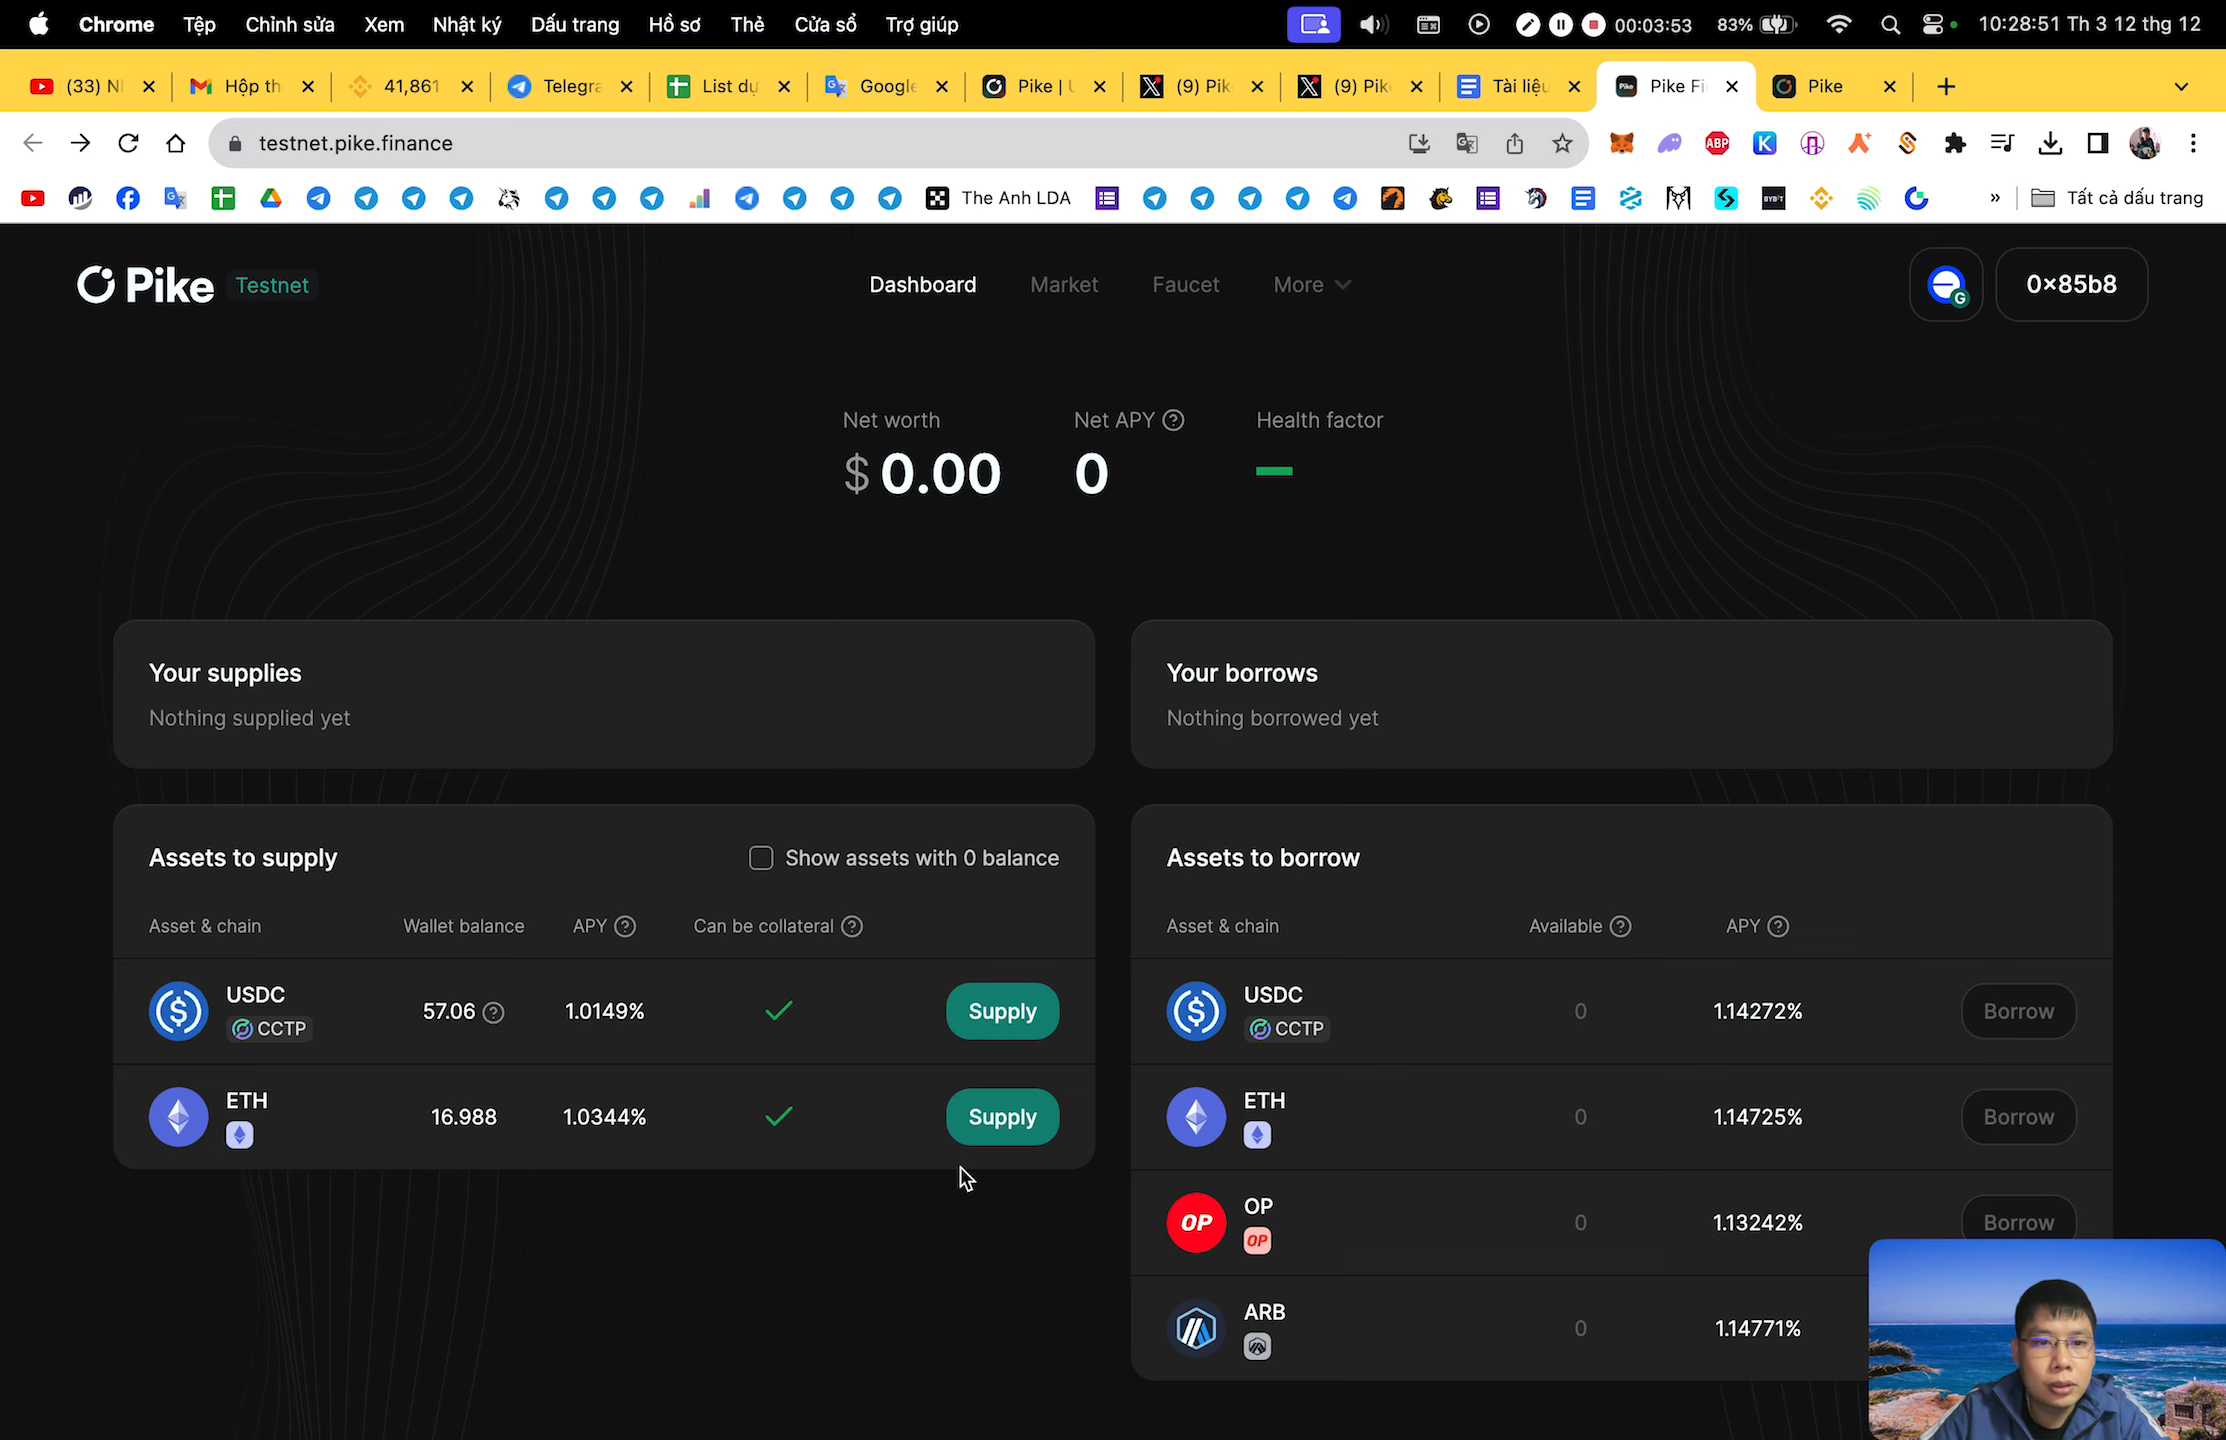 Chrome Tệp Chỉnh sửa Xem Nhật ký Dấu trang Hồ sơ Thẻ Cửa sổ Trợ giúp 00:03:53 83% 10:28:51 Th 3 12 thg 12
(33) Hộp th 41,861 Telegra List dự Google Pike | (9) Pik (9) Pik Tài liệu Pike Fi Pike
testnet.pike.finance
The Anh LDA » Tất cả dấu trang
Pike Testnet Dashboard Market Faucet More 0×85b8
Net worth Net APY Health factor
$ 0.00 0
Your supplies
Nothing supplied yet
Your borrows
Nothing borrowed yet
Assets to supply Show assets with 0 balance
Asset & chain Wallet balance APY Can be collateral
USDC CCTP 57.06 1.0149% Supply
ETH 16.988 1.0344% Supply
Assets to borrow
Asset & chain Available APY
USDC CCTP 0 1.14272% Borrow
ETH 0 1.14725% Borrow
OP OP OP 0 1.13242% Borrow
ARB 0 1.14771%